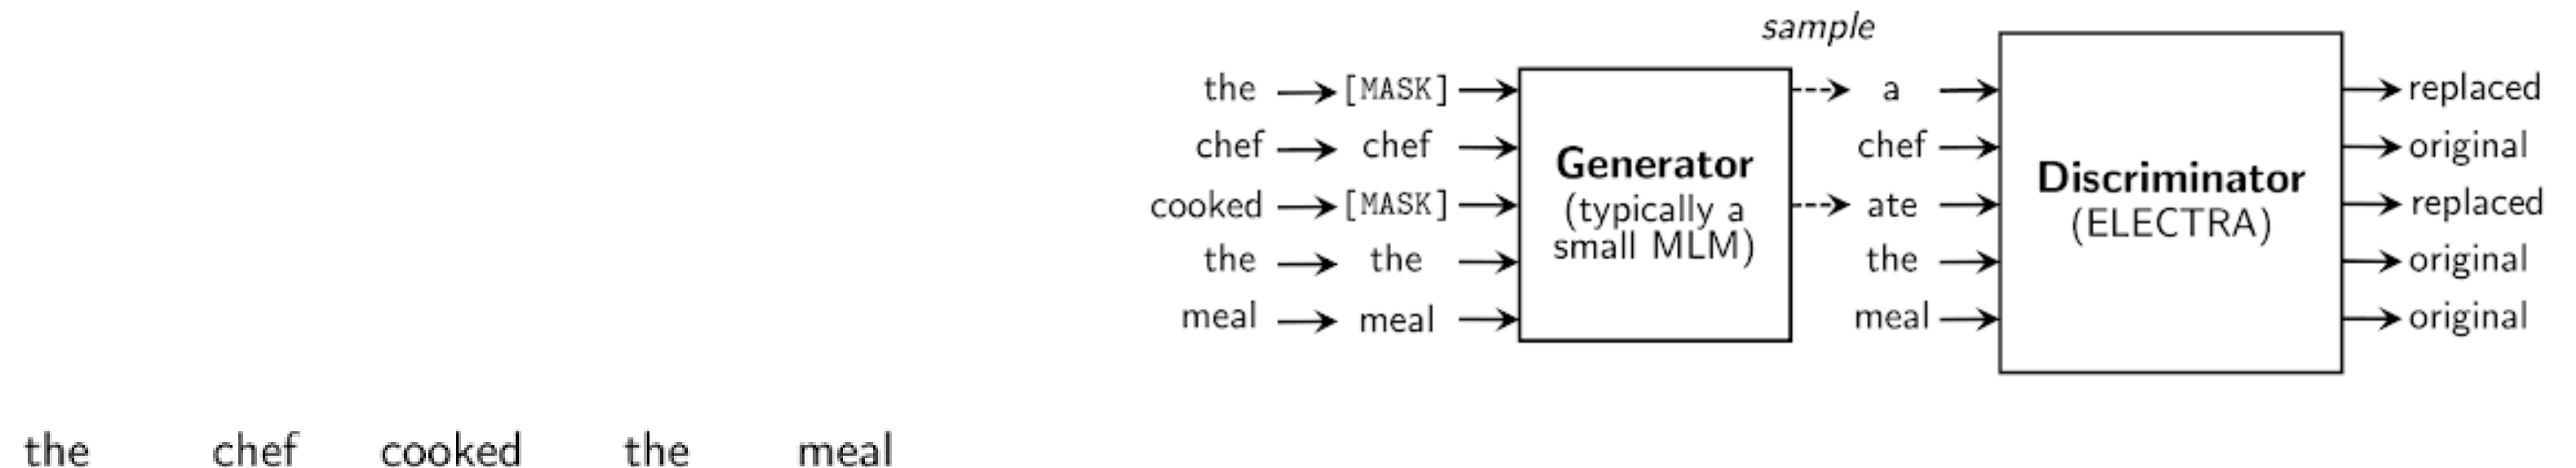 sample
the [MASK] a replaced
chef chef chef original
cooked [MASK] ate replaced
the the the original
meal meal meal original
Generator
(typically a
small MLM)
Discriminator
(ELECTRA)
the chef cooked the meal